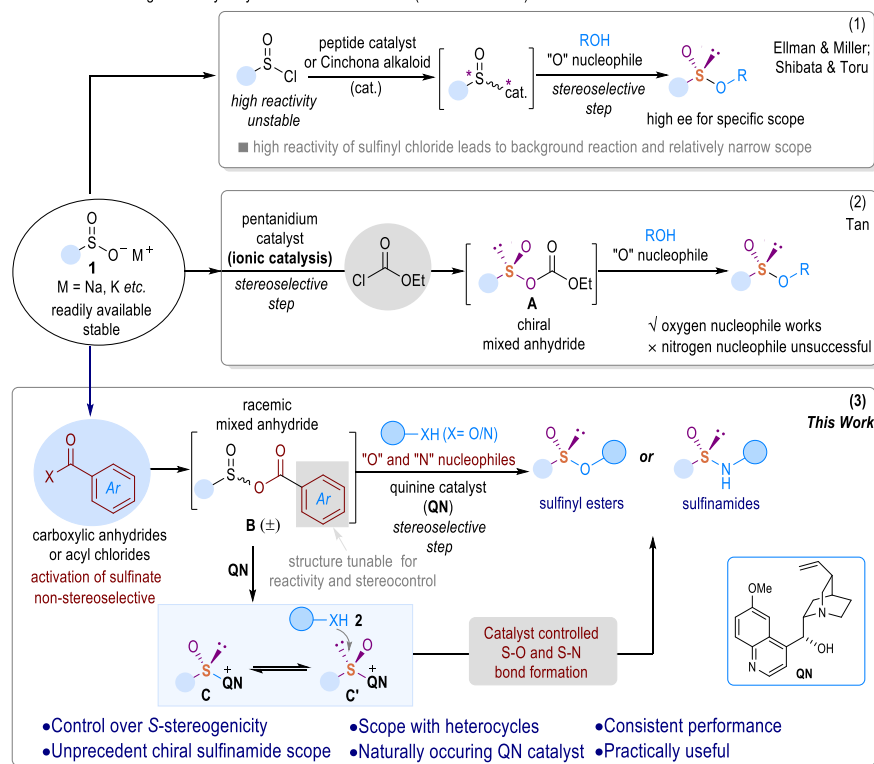 (1)
Ellman & Miller;
Shibata & Toru
O
S
Cl
high reactivity
unstable
peptide catalyst
or Cinchona alkaloid
(cat.)
O
* S *
cat.
ROH
"O" nucleophile
stereoselective
step
O
S
O
R
high ee for specific scope
■ high reactivity of sulfinyl chloride leads to background reaction and relatively narrow scope
O
S
O⁻ M⁺
1
M = Na, K etc.
readily available
stable
(2)
Tan
pentanidium
catalyst
(ionic catalysis)
stereoselective
step
O
Cl
OEt
O
S
O
O
OEt
A
chiral
mixed anhydride
ROH
"O" nucleophile
O
S
O
R
√ oxygen nucleophile works
× nitrogen nucleophile unsuccessful
(3)
This Work
O
X
Ar
carboxylic anhydrides
or acyl chlorides
activation of sulfinate
non-stereoselective
racemic
mixed anhydride
O
S
O
O
Ar
B (±)
structure tunable for
reactivity and stereocontrol
XH (X= O/N)
"O" and "N" nucleophiles
quinine catalyst
(QN)
stereoselective
step
O
S
O
sulfinyl esters
or
O
S
N
H
sulfinamides
QN
XH 2
O
S
+
QN
C
O
S
+
QN
C'
Catalyst controlled
S-O and S-N
bond formation
OMe
N
N
OH
QN
●Control over S-stereogenicity
●Scope with heterocycles
●Consistent performance
●Unprecedent chiral sulfinamide scope
●Naturally occuring QN catalyst
●Practically useful